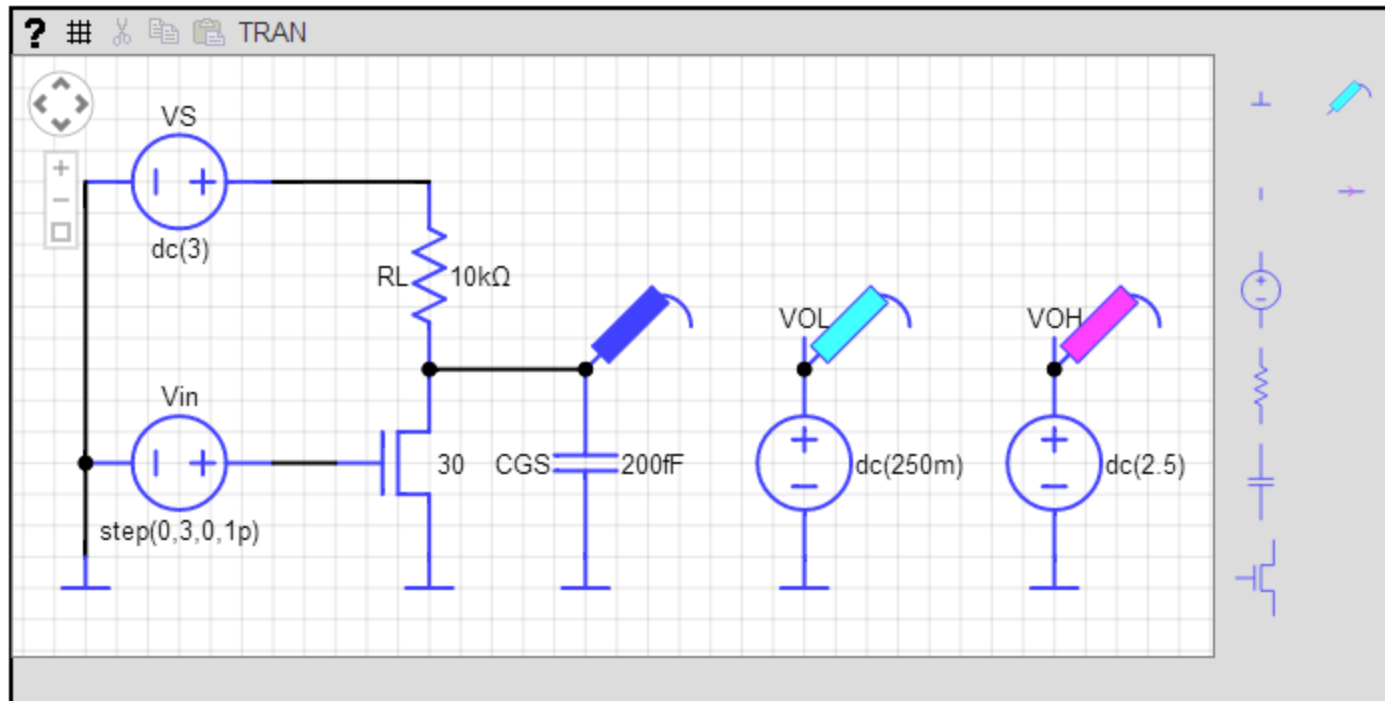 ? TRAN
VS
dc(3)
RL 10kΩ
VOL
VOH
Vin
30
CGS 200fF
dc(250m)
dc(2.5)
step(0,3,0,1p)